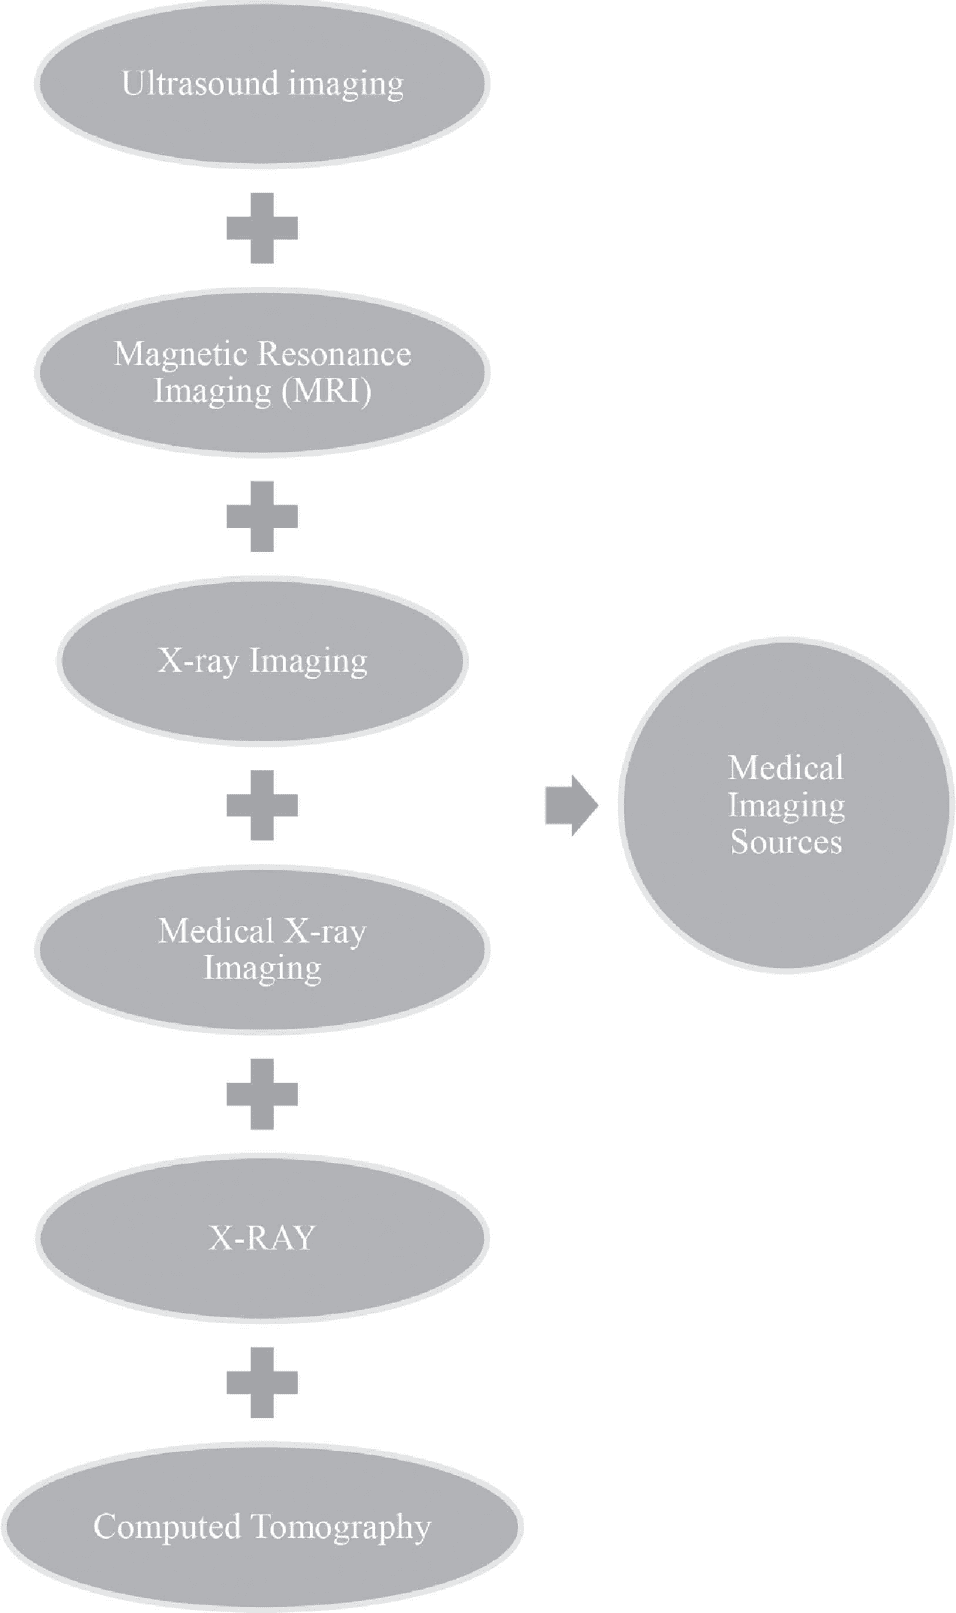 Ultrasound imaging
Magnetic Resonance
Imaging (MRI)
X-ray Imaging
Medical X-ray
Imaging
X-RAY
Computed Tomography
Medical
Imaging
Sources